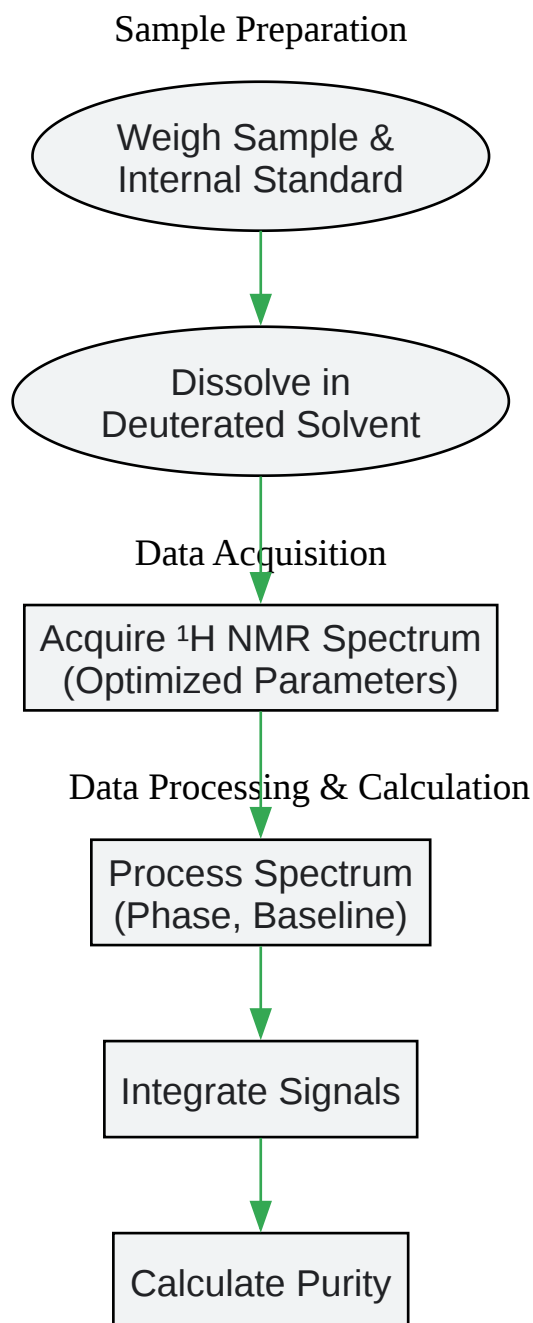 Sample Preparation
Weigh Sample &
Internal Standard
Dissolve in
Deuterated Solvent
Data Acquisition
Acquire ¹H NMR Spectrum
(Optimized Parameters)
Data Processing & Calculation
Process Spectrum
(Phase, Baseline)
Integrate Signals
Calculate Purity